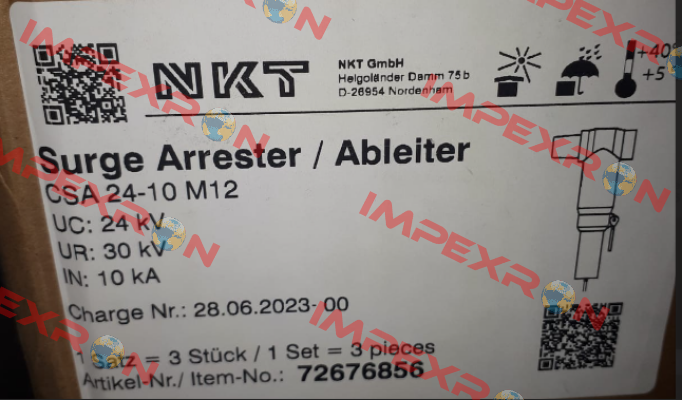 NKT
NKT GmbH
Helgoländer Damm 75b
D-26954 Nordenham
+40
+5
Surge Arrester / Ableiter
CSA 24-10 M12
UC: 24 kV
UR: 30 kV
IN: 10 kA
Charge Nr.: 28.06.2023-00
1 Satz = 3 Stück / 1 Set = 3 pieces
Artikel-Nr./ Item-No.: 72676856
IMPEXRON
IMPEXRON
IMPEXRON
IMPEXRON
IMPEXRON